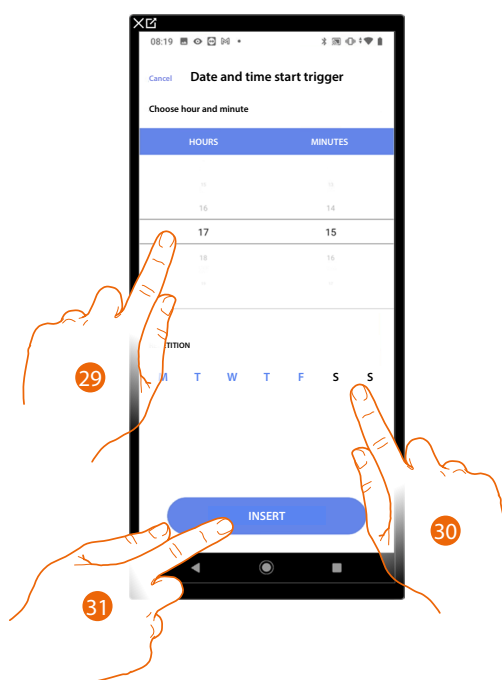 08:19
Cancel Date and time start trigger
Choose hour and minute
HOURS MINUTES
16 14
17 15
18 16
TITION
M T W T F S S
INSERT
29
30
31